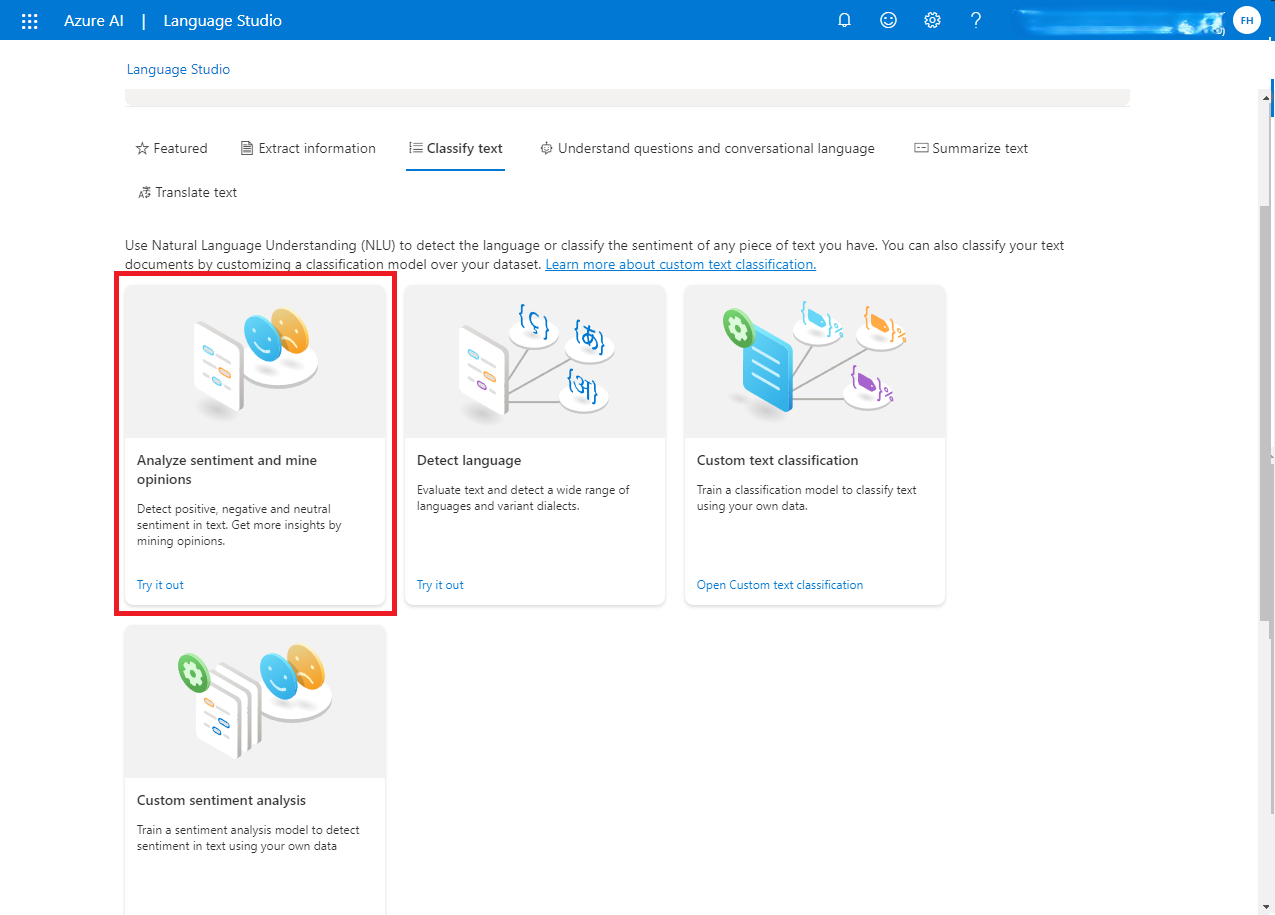 Azure AI | Language Studio
FH
Language Studio
Featured
Extract information
Classify text
Understand questions and conversational language
Summarize text
Translate text
Use Natural Language Understanding (NLU) to detect the language or classify the sentiment of any piece of text you have. You can also classify your text
documents by customizing a classification model over your dataset. Learn more about custom text classification.
{ç}
{あ}
{अ}
{ }%
{ }%
{ }%
Analyze sentiment and mine
opinions
Detect positive, negative and neutral
sentiment in text. Get more insights by
mining opinions.
Try it out
Detect language
Evaluate text and detect a wide range of
languages and variant dialects.
Try it out
Custom text classification
Train a classification model to classify text
using your own data.
Open Custom text classification
Custom sentiment analysis
Train a sentiment analysis model to detect
sentiment in text using your own data